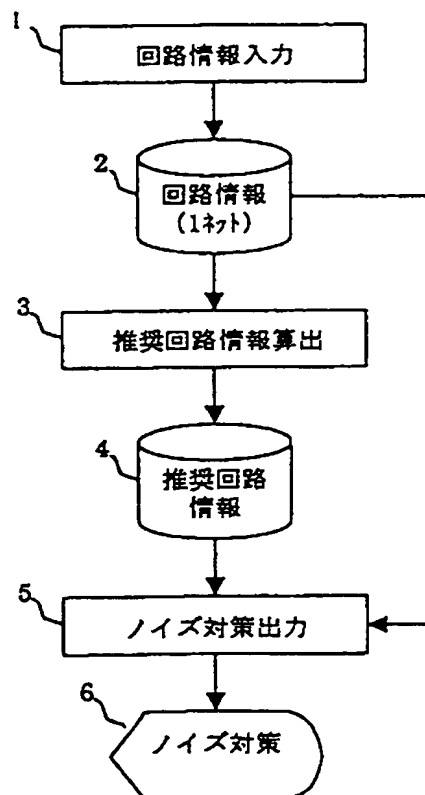 1
回路情報入力
2
回路情報
(1ネット)
3
推奨回路情報算出
4
推奨回路
情報
5
ノイズ対策出力
6
ノイズ対策